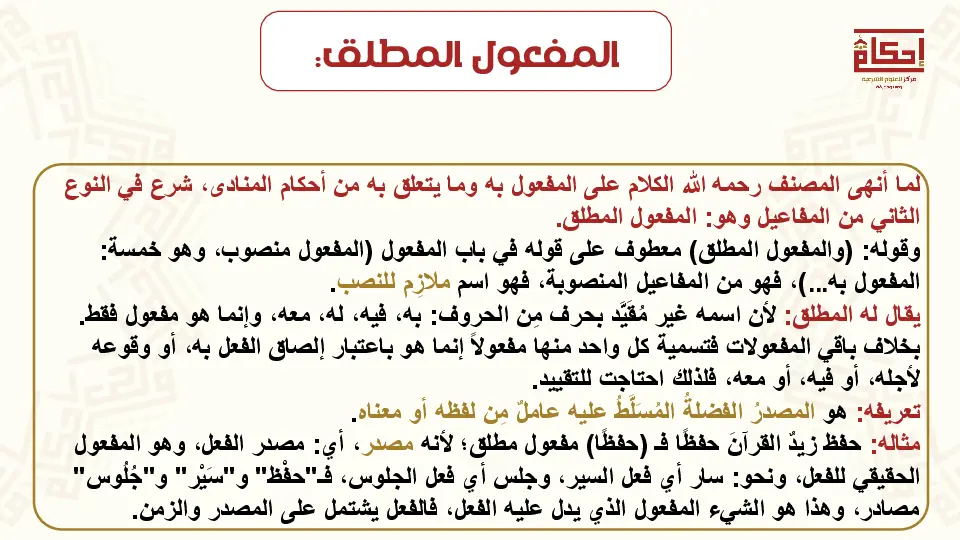 المفعول المطلق:
إحكام
مركز للعلوم الشرعية
لما أنهى المصنف رحمه الله الكلام على المفعول به وما يتعلق به من أحكام المنادى، شرع في النوع
الثاني من المفاعيل وهو: المفعول المطلق.
وقوله: (والمفعول المطلق) معطوف على قوله في باب المفعول (المفعول منصوب، وهو خمسة:
المفعول به...)، فهو من المفاعيل المنصوبة، فهو اسم ملازِم للنصب.
يقال له المطلق: لأن اسمه غير مُقَيَّد بحرف مِن الحروف: به، فيه، له، معه، وإنما هو مفعول فقط.
بخلاف باقي المفعولات فتسمية كل واحد منها مفعولاً إنما هو باعتبار إلصاق الفعل به، أو وقوعه
لأجله، أو فيه، أو معه، فلذلك احتاجت للتقييد.
تعريفه: هو المصدرُ الفضلةُ المُسَلَّطُ عليه عاملٌ مِن لفظه أو معناه.
مثاله: حفظ زيدٌ القرآنَ حفظًا فـ (حفظًا) مفعول مطلق؛ لأنه مصدر، أي: مصدر الفعل، وهو المفعول
الحقيقي للفعل، ونحو: سار أي فعل السير، وجلس أي فعل الجلوس، فـ"حفْظ" و"سَيْر" و"جُلُوس"
مصادر، وهذا هو الشيء المفعول الذي يدل عليه الفعل، فالفعل يشتمل على المصدر والزمن.